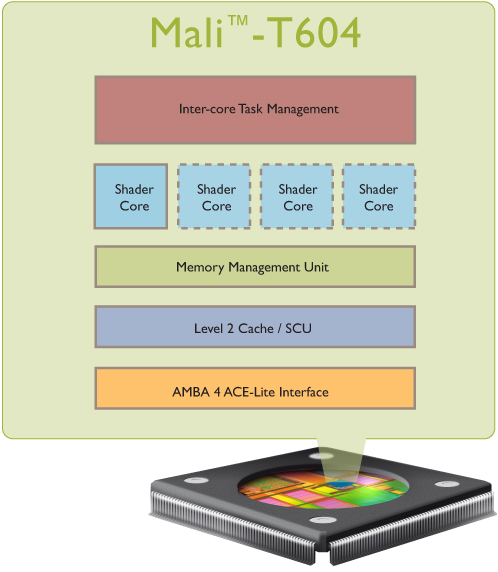 Mali™-T604
Inter-core Task Management
Shader Core
Shader Core
Shader Core
Shader Core
Memory Management Unit
Level 2 Cache / SCU
AMBA 4 ACE-Lite Interface